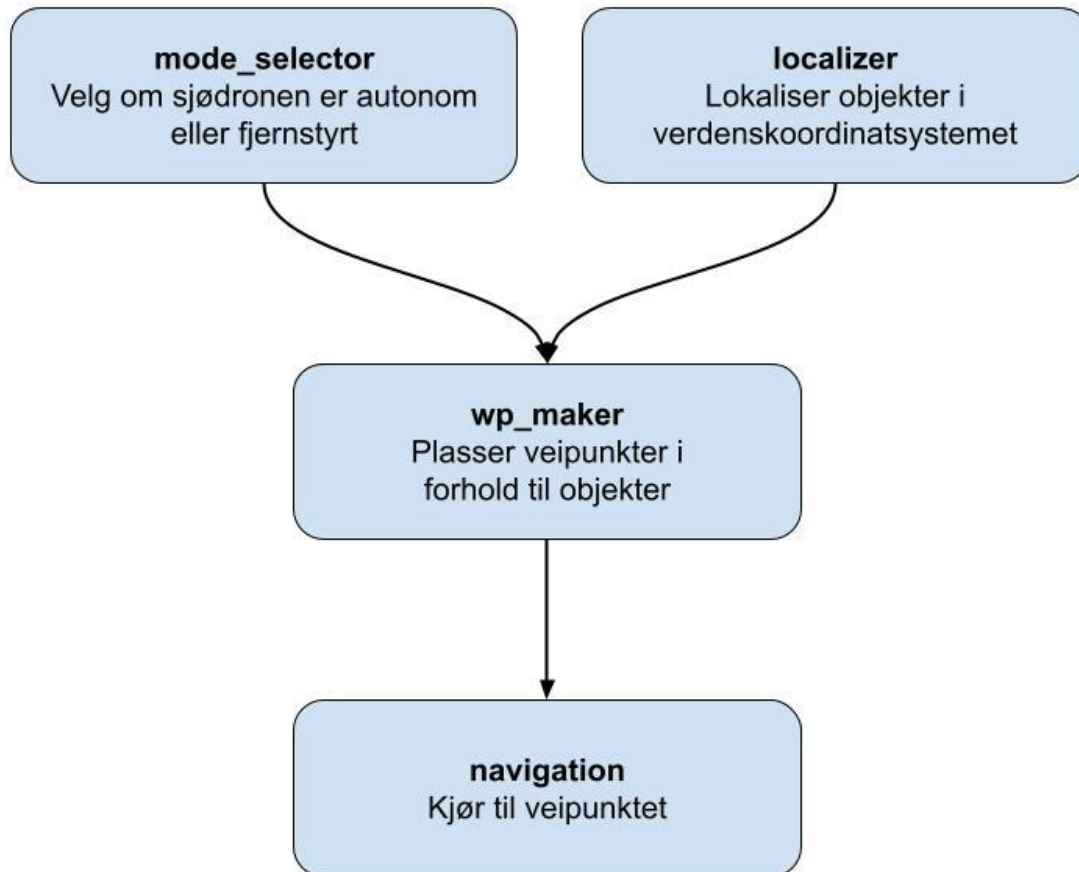 mode_selector
Velg om sjødronen er autonom
eller fjernstyrt
localizer
Lokaliser objekter i
verdenskoordinatsystemet
wp_maker
Plasser veipunkter i
forhold til objekter
navigation
Kjør til veipunktet